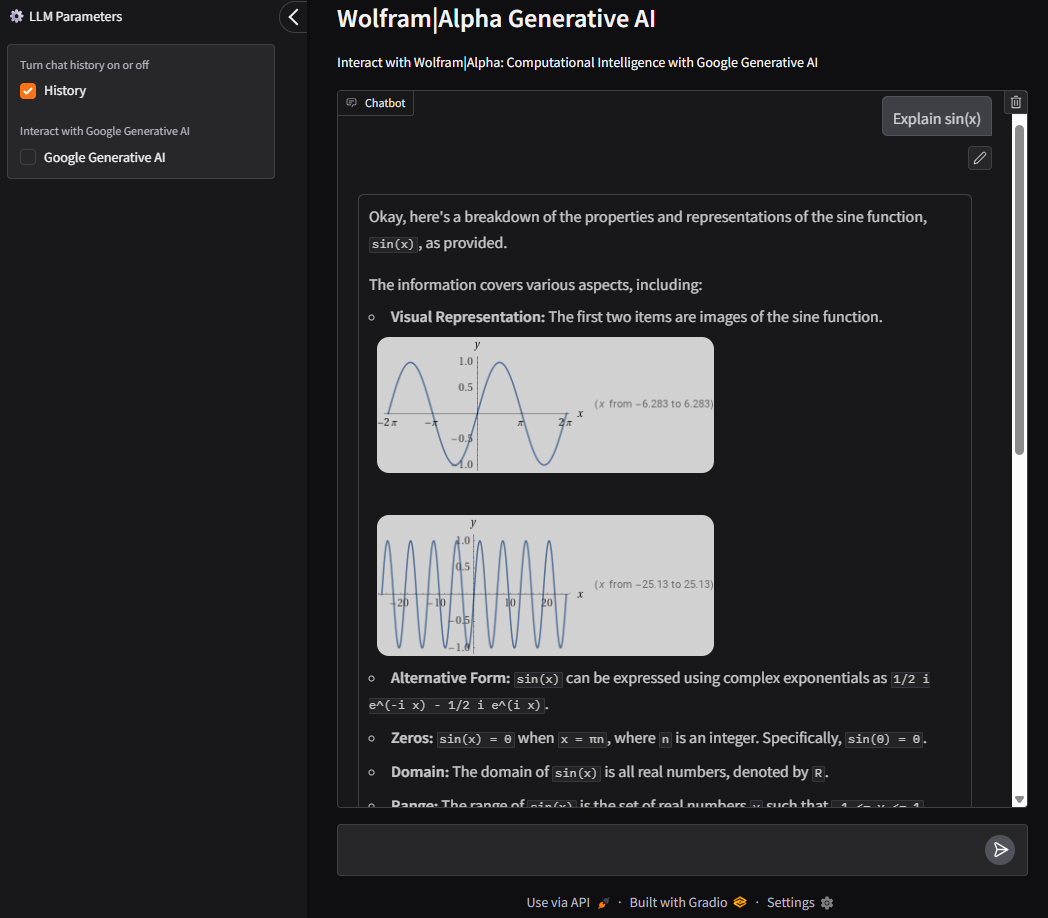 LLM Parameters
Turn chat history on or off
History
Interact with Google Generative AI
Google Generative AI
Wolfram|Alpha Generative AI
Interact with Wolfram|Alpha: Computational Intelligence with Google Generative AI
Chatbot
Explain sin(x)
Okay, here's a breakdown of the properties and representations of the sine function,
sin(x), as provided.
The information covers various aspects, including:
Visual Representation: The first two items are images of the sine function.
y
1.0
0.5
(x from −6.283 to 6.283)
x
−2π −π π 2π
−0.5
−1.0
y
1.0
0.5
(x from −25.13 to 25.13)
x
−20 −10 10 20
−0.5
−1.0
Alternative Form: sin(x) can be expressed using complex exponentials as 1/2 i
e^(-i x) - 1/2 i e^(i x).
Zeros: sin(x) = 0 when x = πn, where n is an integer. Specifically, sin(0) = 0.
Domain: The domain of sin(x) is all real numbers, denoted by R.
Range: The range of sin(x) is the set of real numbers y such that -1 <= y <= 1
Use via API · Built with Gradio · Settings